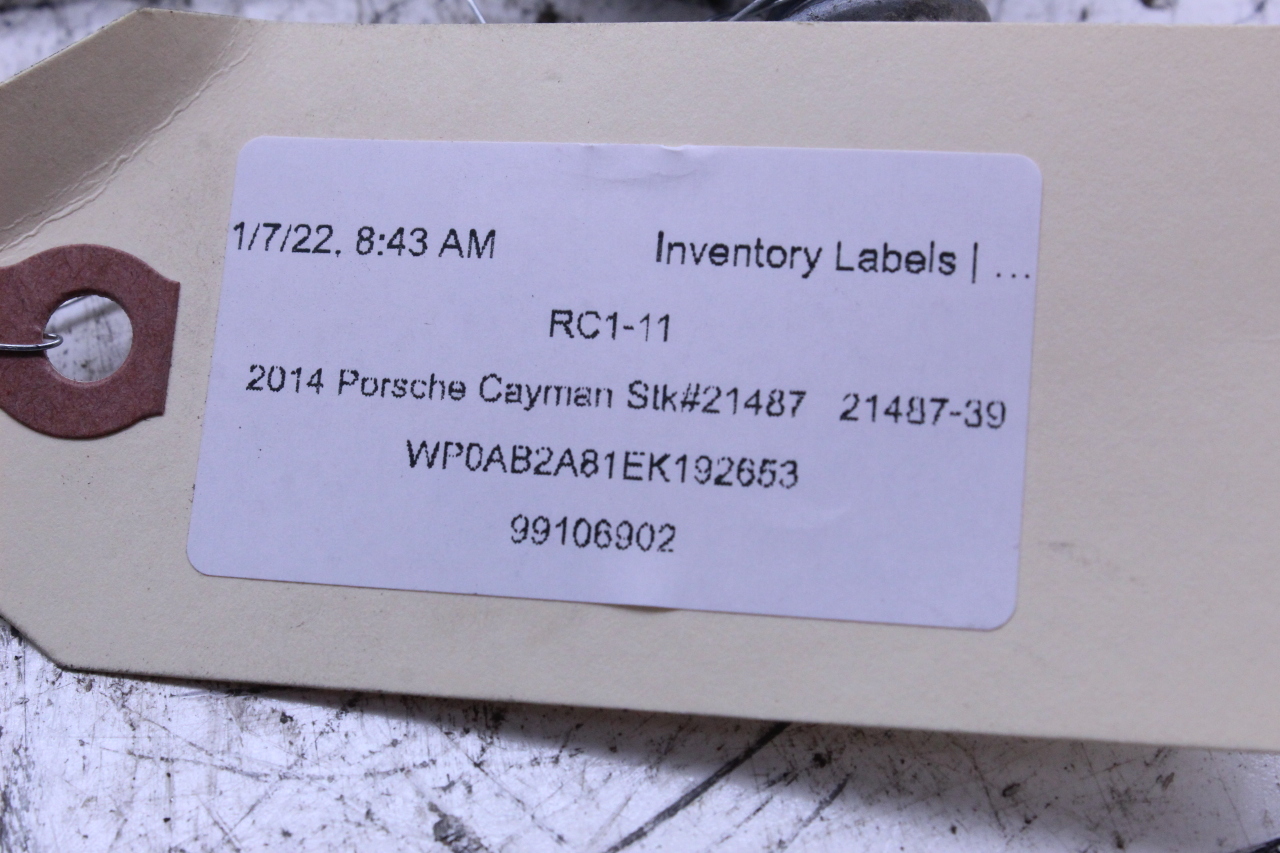 1/7/22, 8:43 AM Inventory Labels | ...
RC1-11
2014 Porsche Cayman Stk#21487 21487-39
WP0AB2A81EK192653
99106902